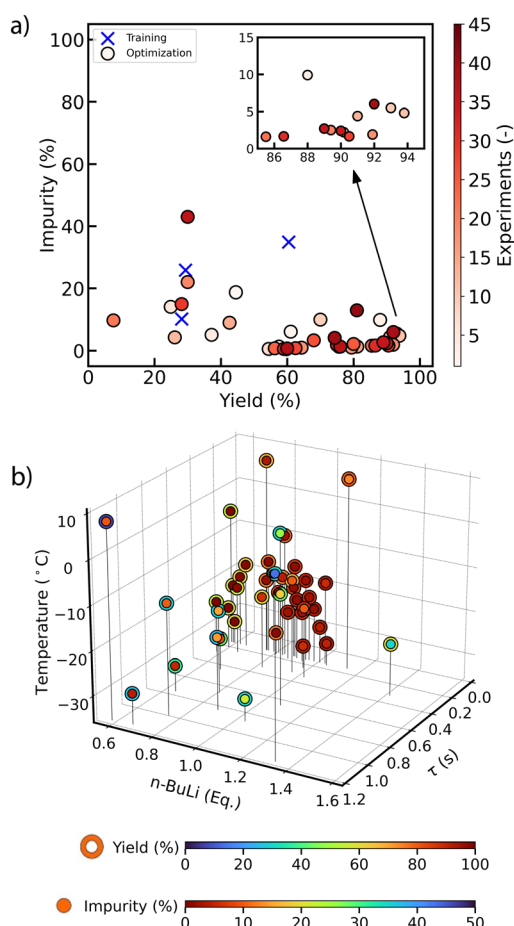 a)
100
80
60
40
20
0
Impurity (%)
0 20 40 60 80 100
Yield (%)
Training
Optimization
15
10
5
0
86 88 90 92 94
45
40
35
30
25
20
15
10
5
Experiments (-)
b)
10
0
−10
−20
−30
Temperature (°C)
0.6 0.8 1.0 1.2 1.4 1.6
n-BuLi (Eq.)
0.0
0.2
0.4
0.6
0.8
1.0
1.2
τ (s)
Yield (%)
0 20 40 60 80 100
Impurity (%)
0 10 20 30 40 50